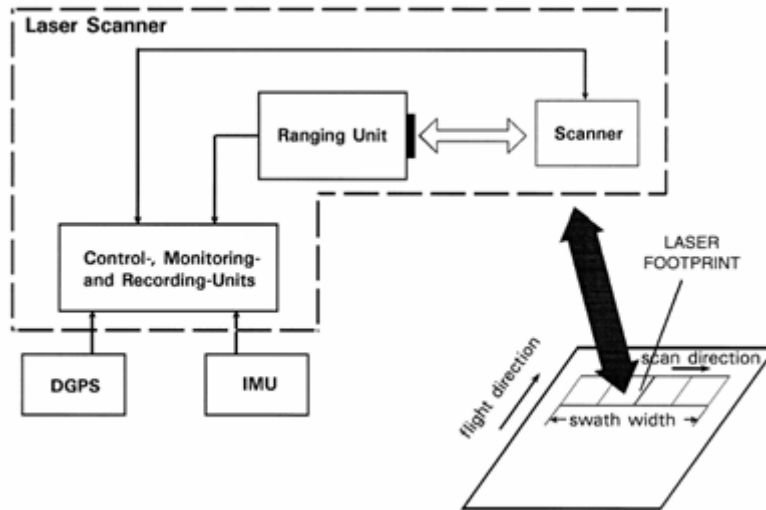 Laser Scanner
Ranging Unit
Scanner
Control-, Monitoring-
and Recording-Units
LASER
FOOTPRINT
DGPS
IMU
scan direction
flight direction
swath width